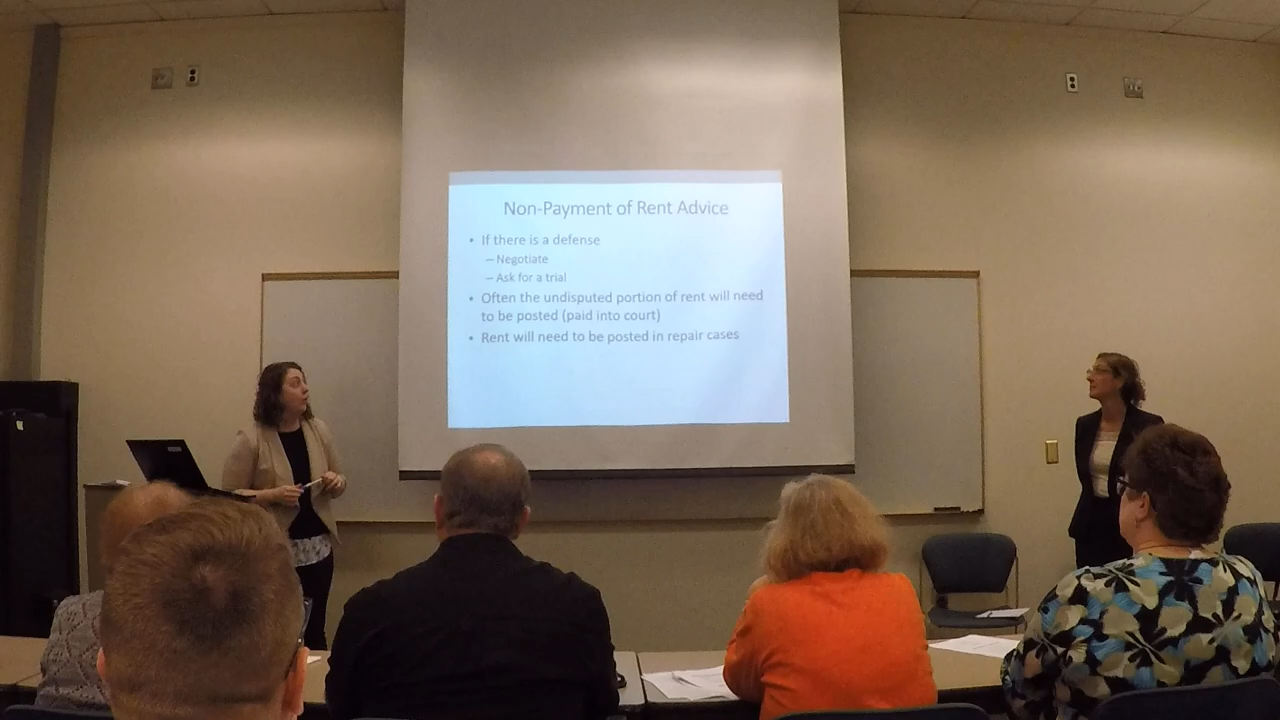 Non-Payment of Rent Advice
• If there is a defense
– Negotiate
– Ask for a trial
• Often the undisputed portion of rent will need
to be posted (paid into court)
• Rent will need to be posted in repair cases